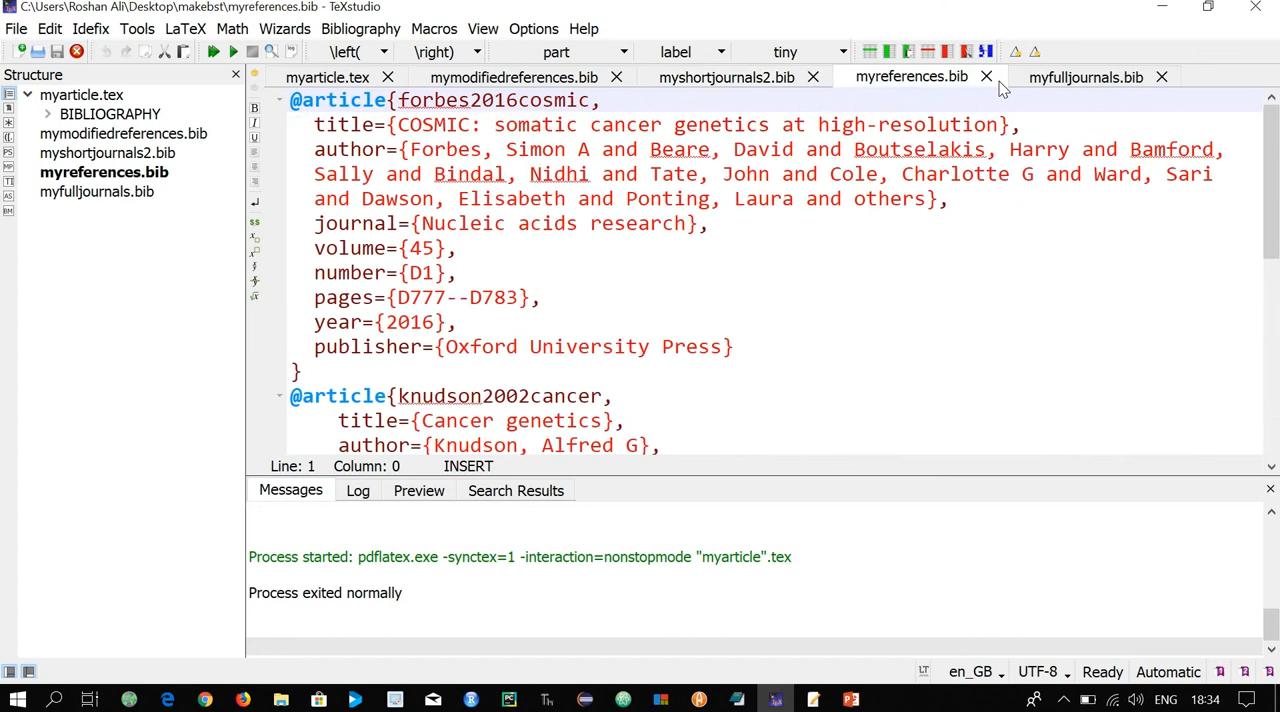 C:\Users\Roshan Ali\Desktop\makebst\myreferences.bib - TeXstudio
File Edit Idefix Tools LaTeX Math Wizards Bibliography Macros View Options Help
\left( \right) part label tiny
Structure
myarticle.tex mymodifiedreferences.bib myshortjournals2.bib myreferences.bib myfulljournals.bib
myarticle.tex
BIBLIOGRAPHY
mymodifiedreferences.bib
myshortjournals2.bib
myreferences.bib
myfulljournals.bib
@article{forbes2016cosmic,
title={COSMIC: somatic cancer genetics at high-resolution},
author={Forbes, Simon A and Beare, David and Boutselakis, Harry and Bamford,
Sally and Bindal, Nidhi and Tate, John and Cole, Charlotte G and Ward, Sari
and Dawson, Elisabeth and Ponting, Laura and others},
journal={Nucleic acids research},
volume={45},
number={D1},
pages={D777--D783},
year={2016},
publisher={Oxford University Press}
}
@article{knudson2002cancer,
title={Cancer genetics},
author={Knudson, Alfred G},
Line: 1 Column: 0 INSERT
Messages Log Preview Search Results
Process started: pdflatex.exe -synctex=1 -interaction=nonstopmode "myarticle".tex
Process exited normally
LT en_GB UTF-8 Ready Automatic
ENG 18:34